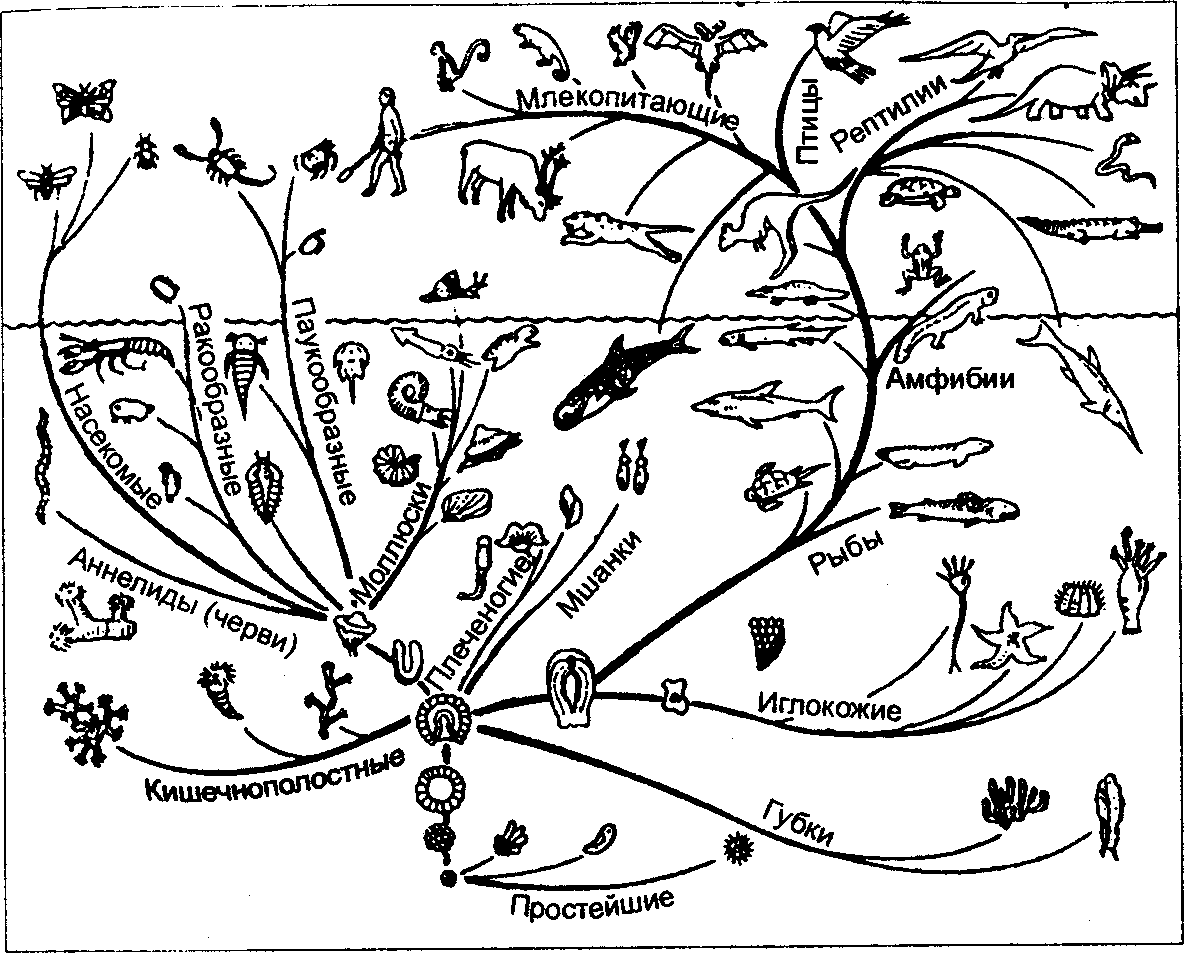 Млекопитающие
Птицы
Рептилии
Ракообразные
Паукообразные
Насекомые
Амфибии
Моллюски
Аннелиды (черви)
Плеченогие
Мшанки
Рыбы
Иглокожие
Кишечнополостные
Губки
Простейшие